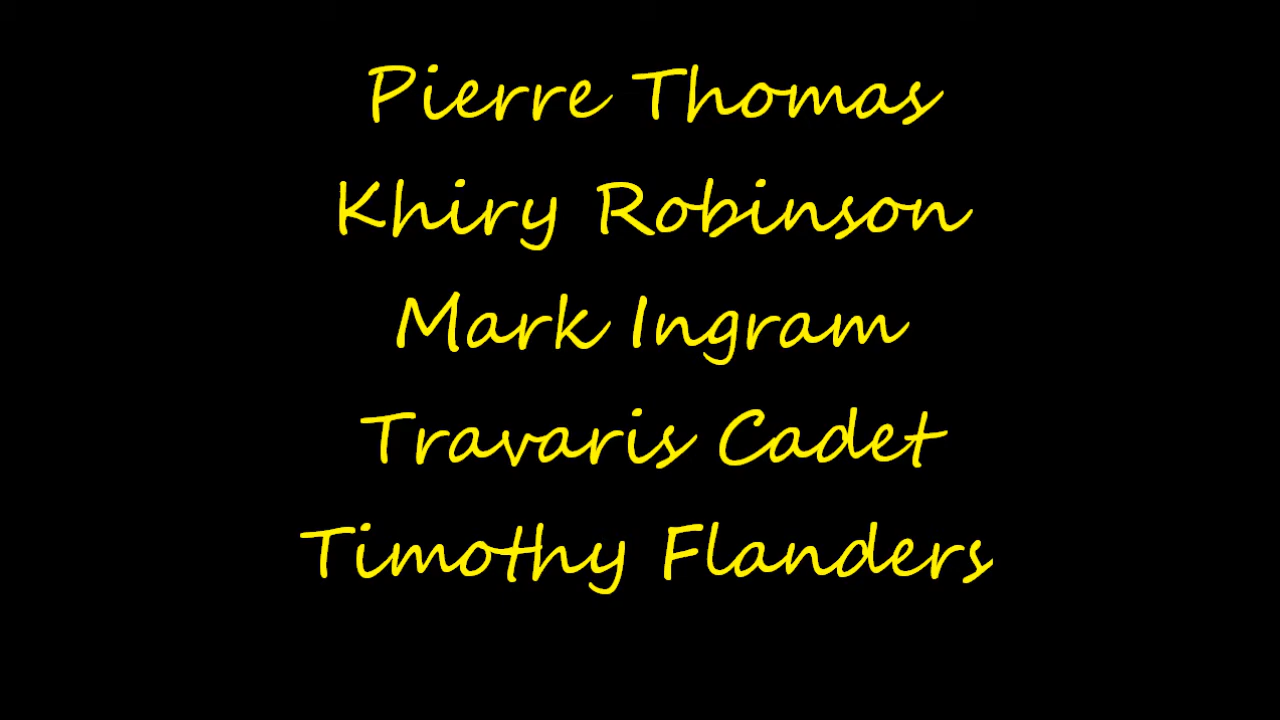 Pierre Thomas
Khiry Robinson
Mark Ingram
Travaris Cadet
Timothy Flanders